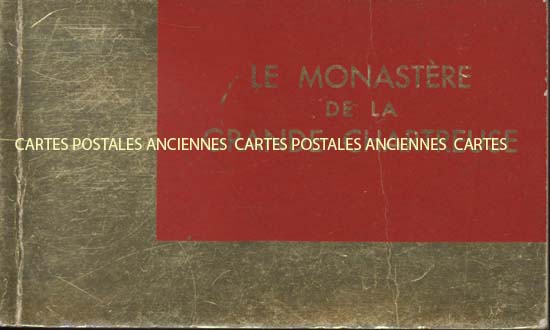 LE MONASTÈRE
DE LA
GRANDE CHARTREUSE
CARTES POSTALES ANCIENNES CARTES POSTALES ANCIENNES CARTES